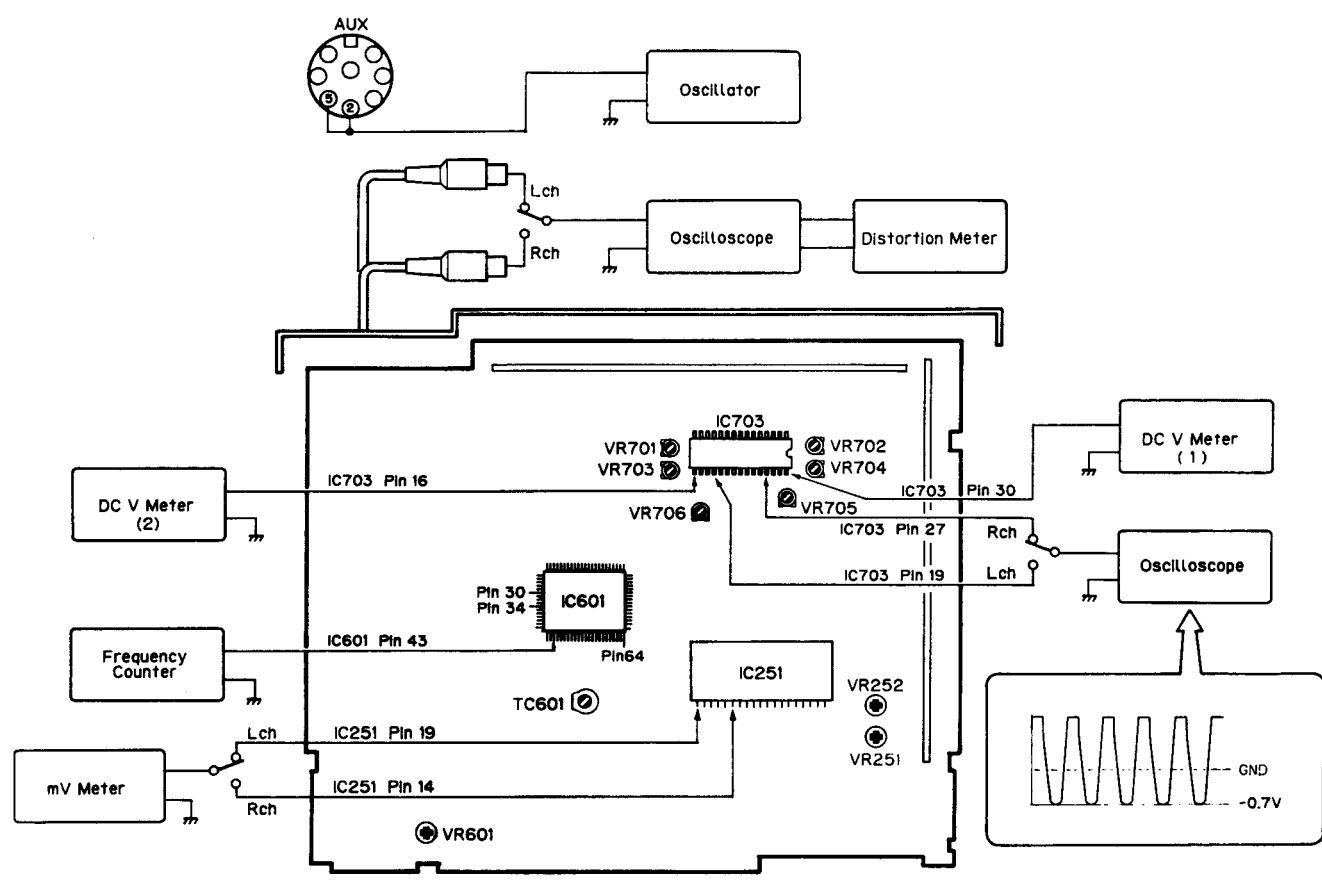 AUX
5
2
Oscillator
Lch
Rch
Oscilloscope
Distortion Meter
IC703
VR701
VR703
VR702
VR704
VR706
VR705
DC V Meter
(1)
IC703 Pin 30
IC703 Pin 16
DC V Meter
(2)
IC703 Pin 27
Rch
Lch
IC703 Pin 19
Oscilloscope
Pin 30
Pin 34
IC601
Pin64
Frequency
Counter
IC601 Pin 43
IC251
TC601
VR252
VR251
Lch
Rch
IC251 Pin 19
IC251 Pin 14
mV Meter
VR601
GND
-0.7V